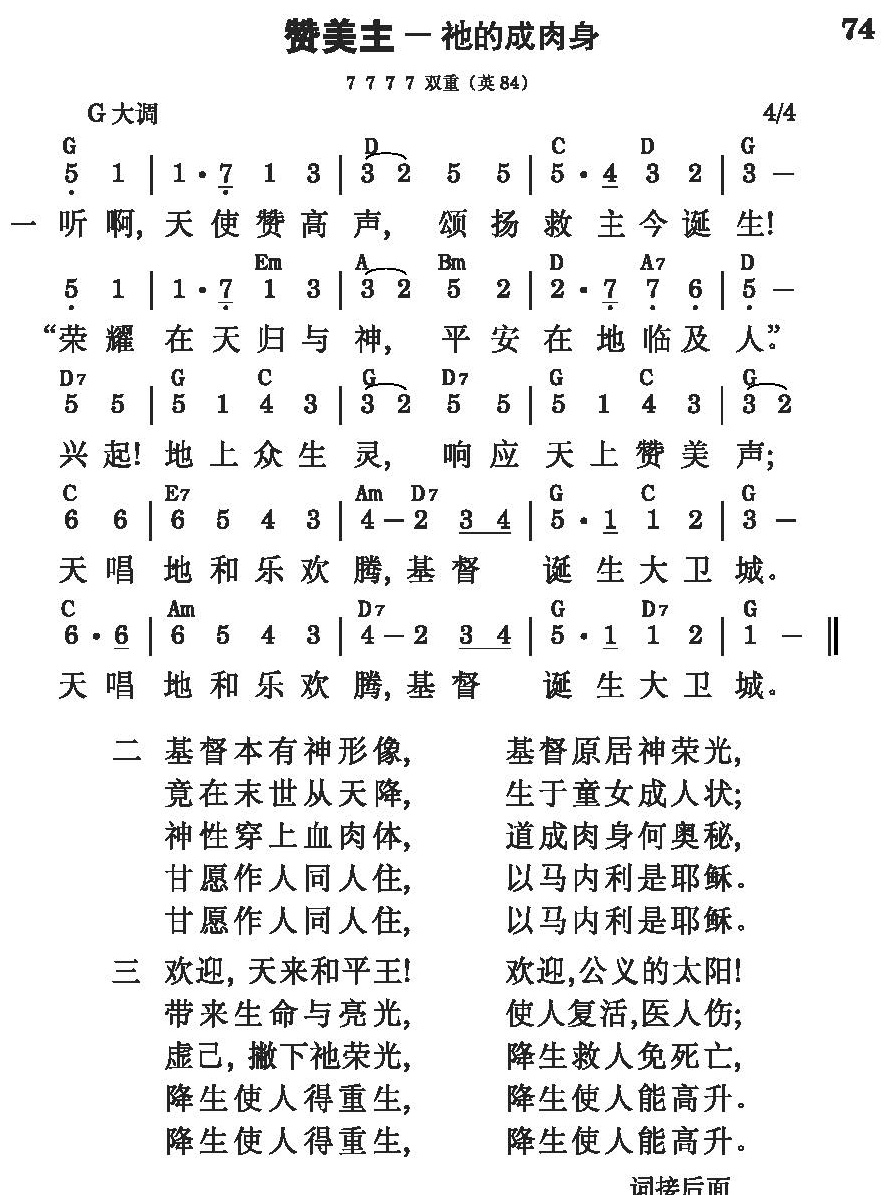 赞美主－祂的成肉身 74
7 7 7 7 双重（英84）
G大调 4/4
G D C D G
5 1 | 1·7 1 3 | 3 2 5 5 | 5·4 3 2 | 3 －
一 听啊, 天使赞高声, 颂扬救主今诞生!
Em A Bm D A7 D
5 1 | 1·7 1 3 | 3 2 5 2 | 2·7 7 6 | 5 －
“荣耀在天归与神, 平安在地临及人”。
D7 G C G D7 G C G
5 5 | 5 1 4 3 | 3 2 5 5 | 5 1 4 3 | 3 2
兴起! 地上众生灵, 响应天上赞美声;
C E7 Am D7 G C G
6 6 | 6 5 4 3 | 4－2 3 4 | 5·1 1 2 | 3 －
天唱地和乐欢腾, 基督诞生大卫城。
C Am D7 G D7 G
6·6 | 6 5 4 3 | 4－2 3 4 | 5·1 1 2 | 1 － ‖
天唱地和乐欢腾, 基督诞生大卫城。
二 基督本有神形像, 基督原居神荣光,
竟在末世从天降, 生于童女成人状;
神性穿上血肉体, 道成肉身何奥秘,
甘愿作人同人住, 以马内利是耶稣。
甘愿作人同人住, 以马内利是耶稣。
三 欢迎, 天来和平王! 欢迎,公义的太阳!
带来生命与亮光, 使人复活,医人伤;
虚己, 撇下祂荣光, 降生救人免死亡,
降生使人得重生, 降生使人能高升。
降生使人得重生, 降生使人能高升。
词接后面